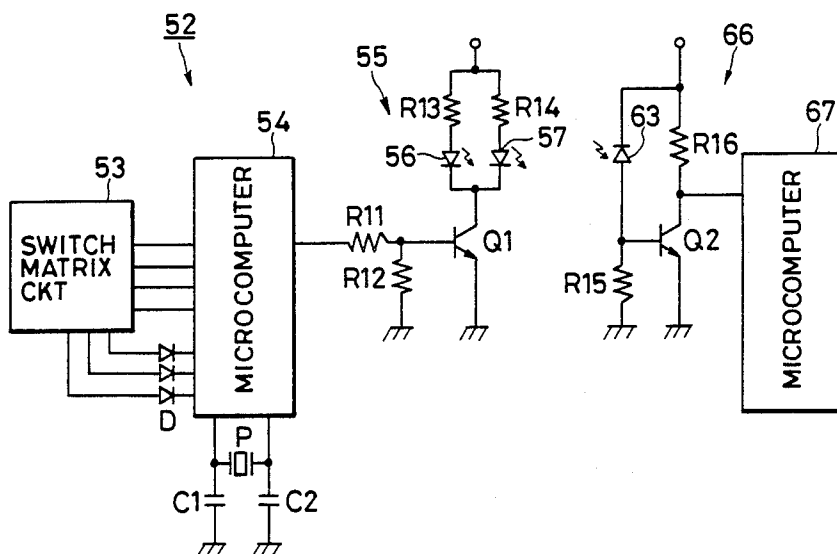 52
53
SWITCH
MATRIX
CKT
54
MICROCOMPUTER
D
P
C1
C2
R11
R12
55
R13
R14
56
57
Q1
66
63
R16
R15
Q2
67
MICROCOMPUTER